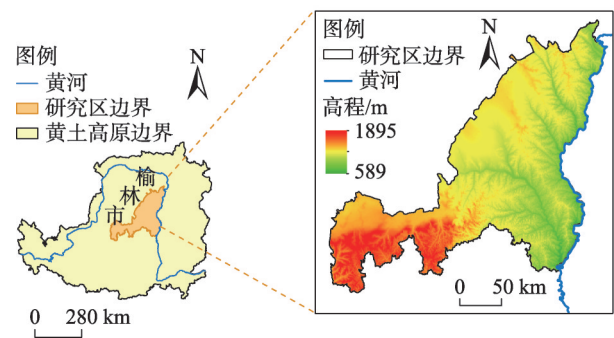 图例
N
黄河
研究区边界
黄土高原边界
榆
林
市
0 280 km
图例
N
研究区边界
黄河
高程/m
1895
589
0 50 km